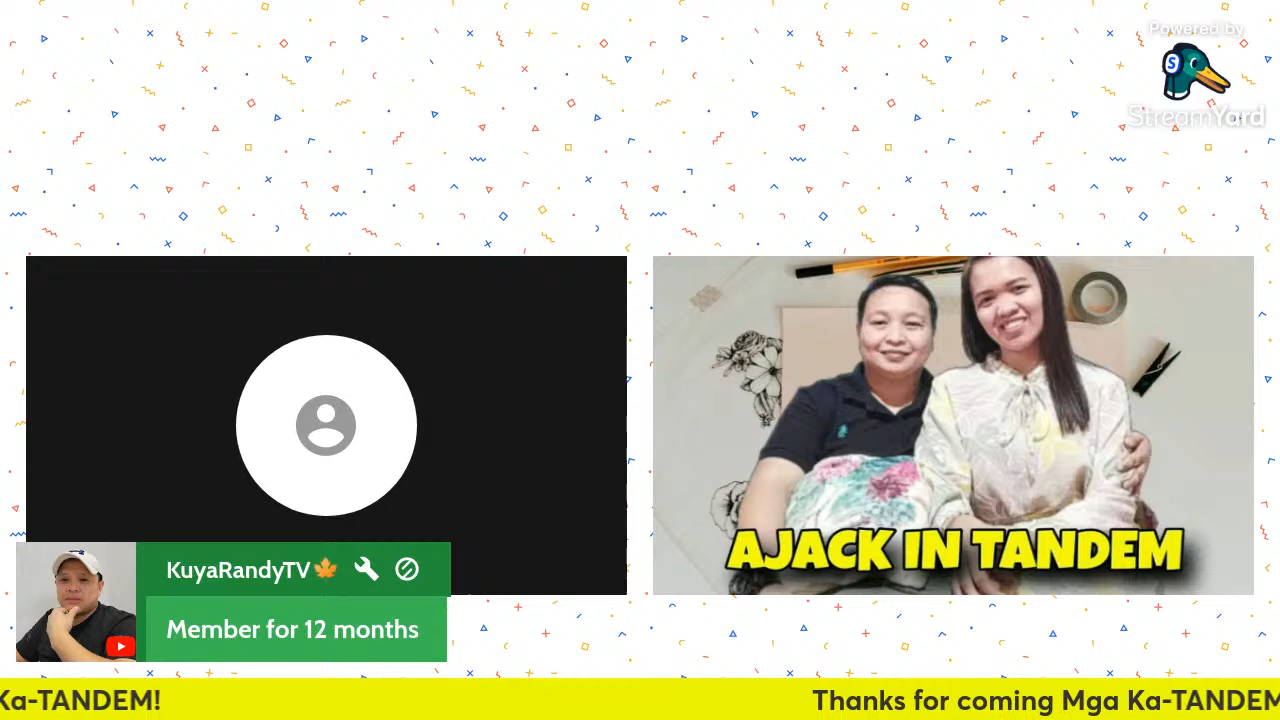 Powered by
StreamYard
S
AJACK IN TANDEM
KuyaRandyTV
Member for 12 months
Ka-TANDEM!
Thanks for coming Mga Ka-TANDEM